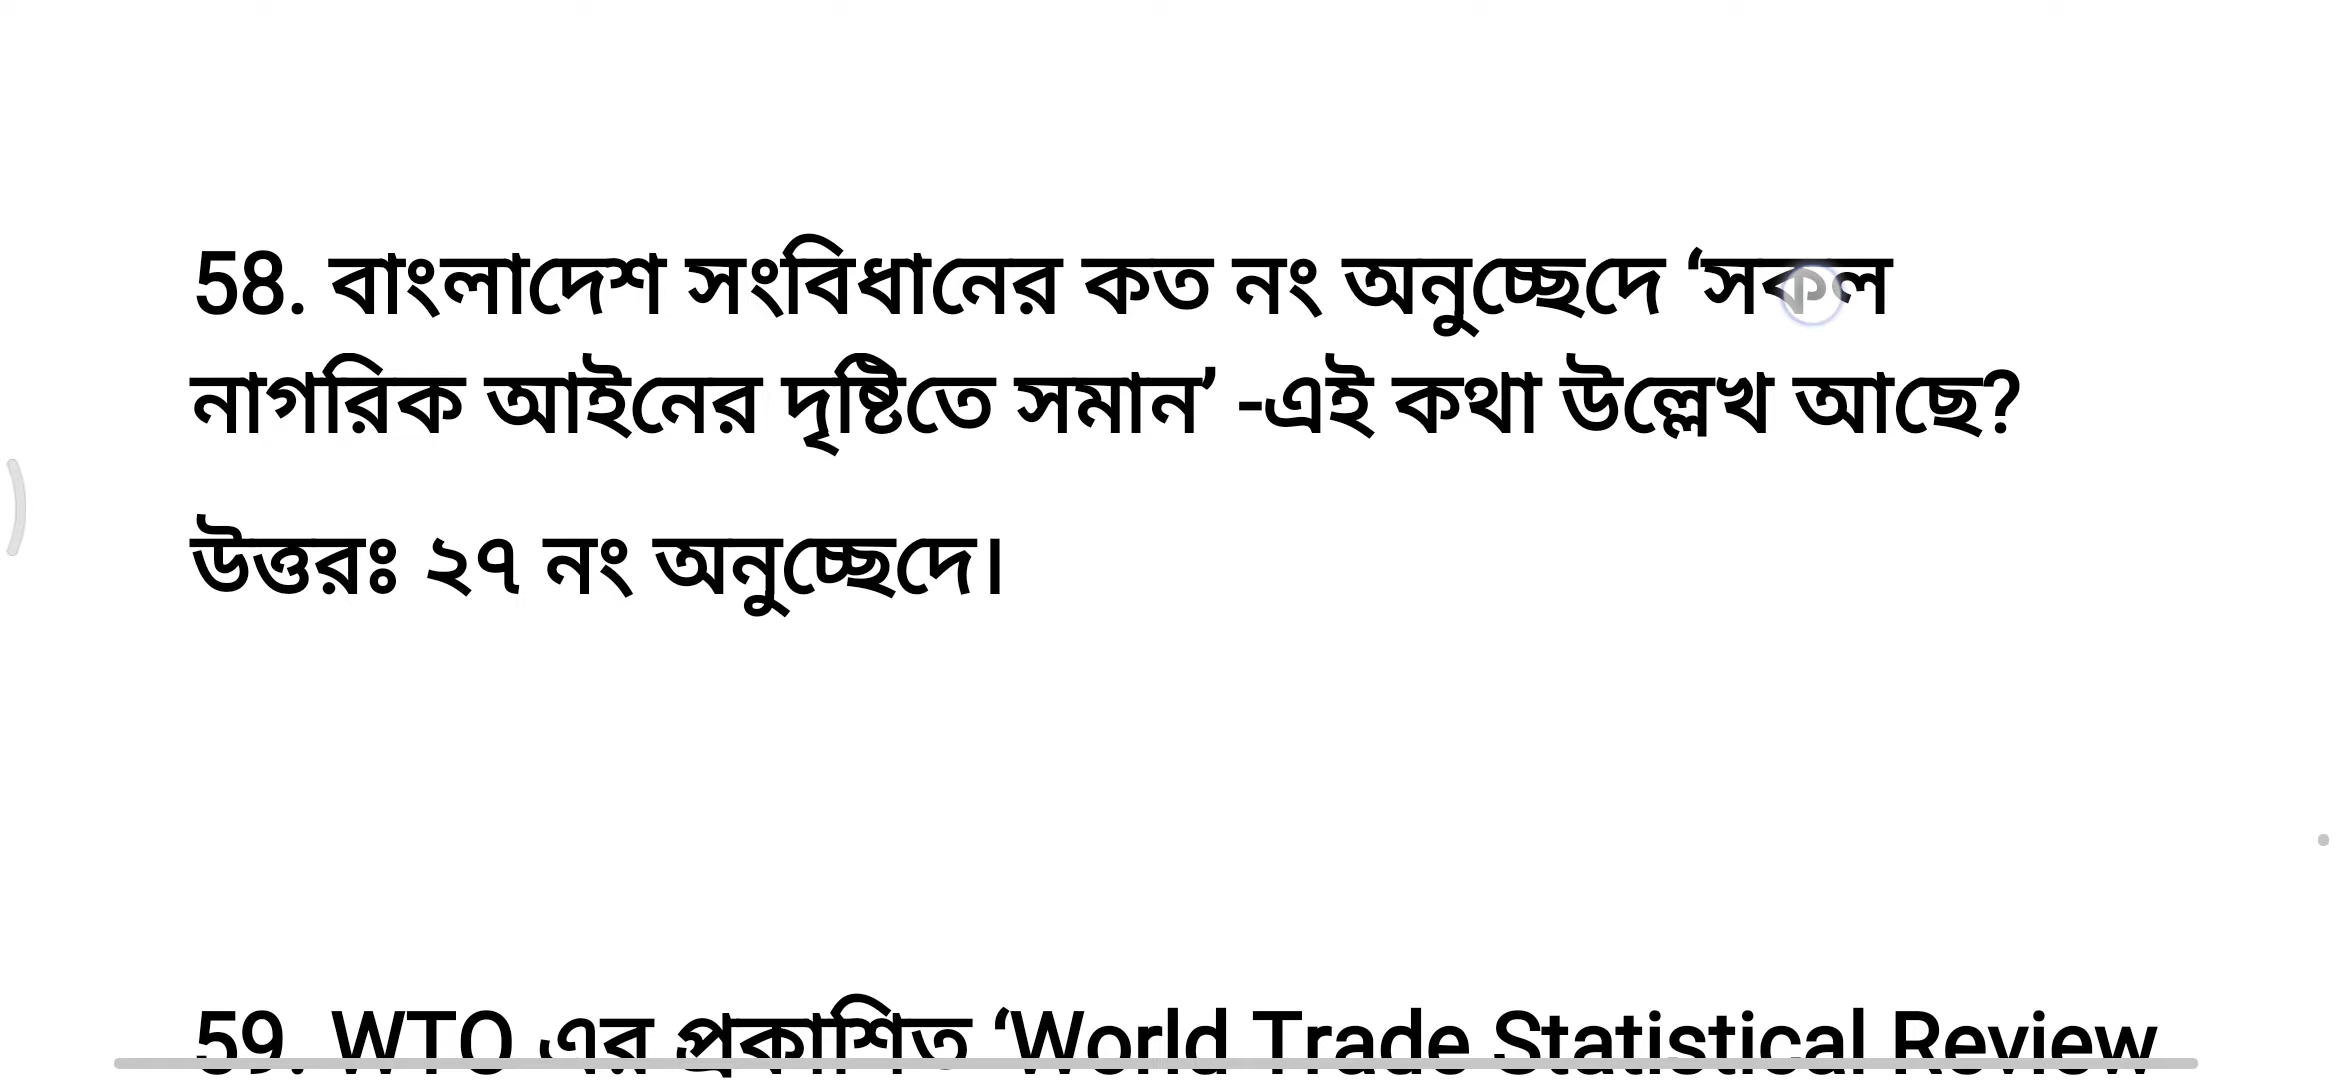 58. বাংলাদেশ সংবিধানের কত নং অনুচ্ছেদে ‘সকল
নাগরিক আইনের দৃষ্টিতে সমান’ -এই কথা উল্লেখ আছে?
উত্তরঃ ২৭ নং অনুচ্ছেদে।
59. WTO এর প্রকাশিত ‘World Trade Statistical Review